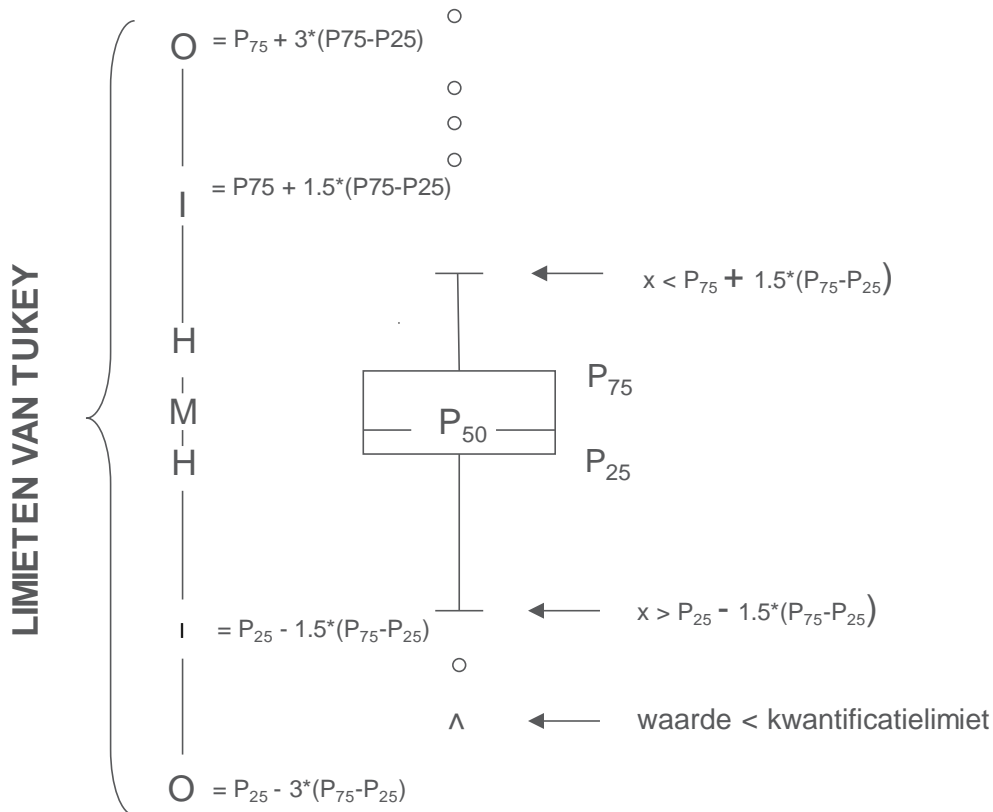 LIMIETEN VAN TUKEY
O = P75 + 3*(P75-P25)
I = P75 + 1.5*(P75-P25)
x < P75 + 1.5*(P75-P25)
H
P75
M
P50
H
P25
x > P25 - 1.5*(P75-P25)
I = P25 - 1.5*(P75-P25)
^ waarde < kwantificatielimiet
O = P25 - 3*(P75-P25)